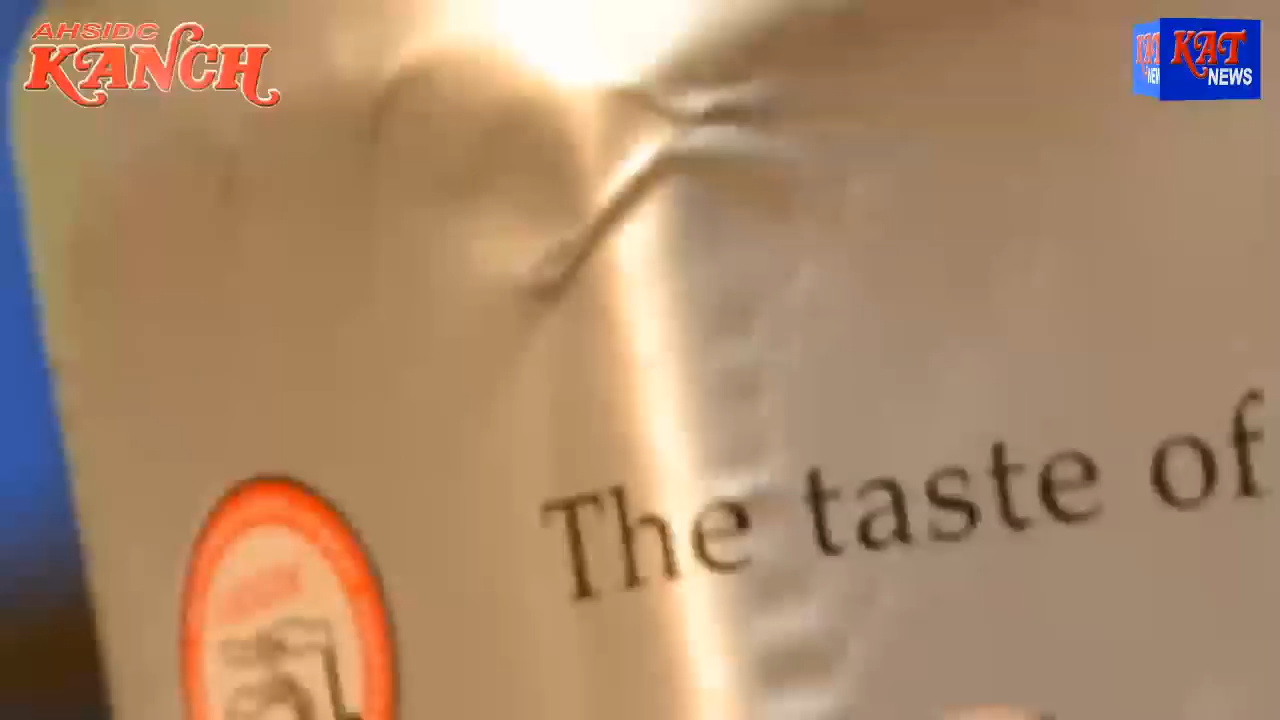 AHSIDC
KANCH
KAT
NEWS
The taste of